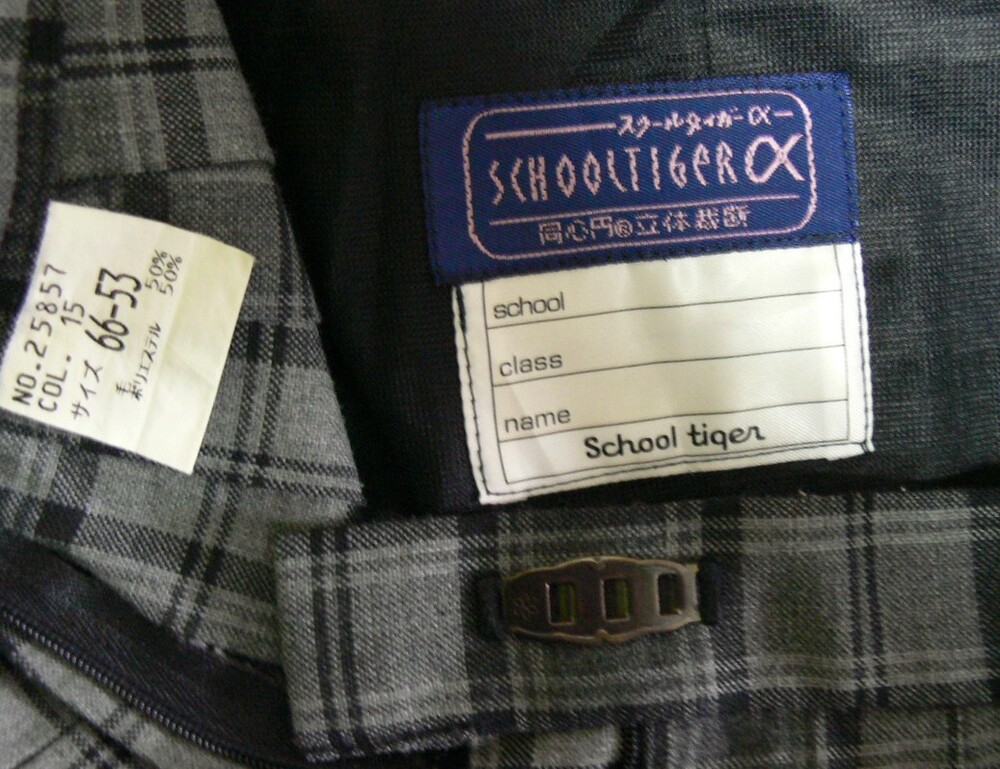 スクールタイガーα
SCHOOLTIGERα
同心円®立体裁断
school
class
name
School tiger
NO.25857
COL. 15
サイズ 66-53
毛 50%
ポリエステル 50%